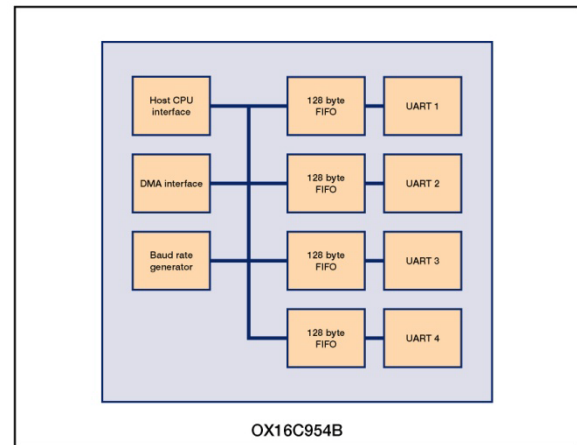 Host CPU
interface
128 byte
FIFO
UART 1
DMA interface
128 byte
FIFO
UART 2
Baud rate
generator
128 byte
FIFO
UART 3
128 byte
FIFO
UART 4
OX16C954B